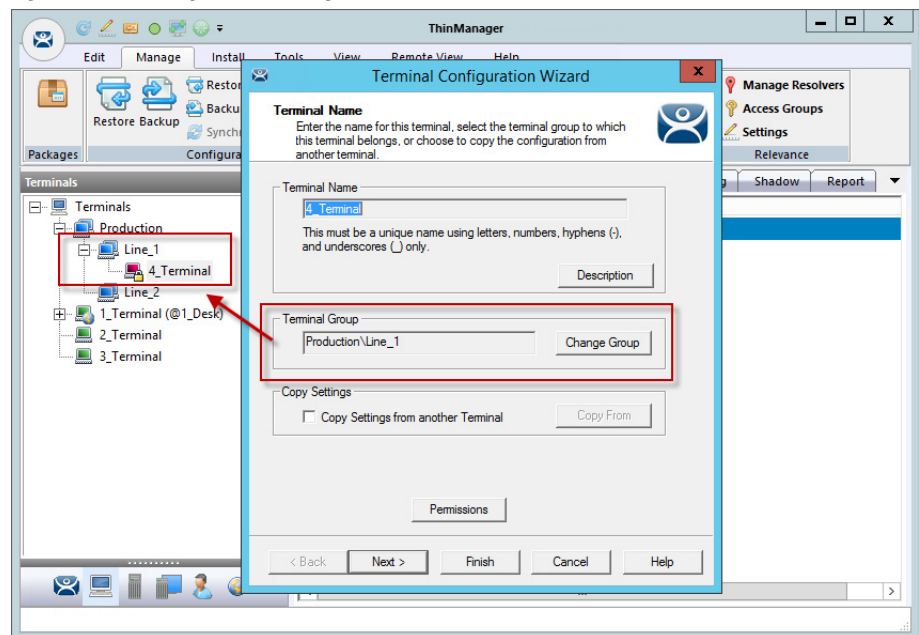 ThinManager
Edit Manage Install Tools View Remote View Help
Packages
Restore Backup
Restor
Backu
Synchr
Configura
Manage Resolvers
Access Groups
Settings
Relevance
Terminals
Shadow Report
Terminals
Production
Line_1
4_Terminal
Line_2
1_Terminal (@1_Desk)
2_Terminal
3_Terminal
Terminal Configuration Wizard
x
Terminal Name
Enter the name for this terminal, select the terminal group to which
this terminal belongs, or choose to copy the configuration from
another terminal.
Terminal Name
4_Terminal
This must be a unique name using letters, numbers, hyphens (-),
and underscores (_) only.
Description
Terminal Group
Production\Line_1
Change Group
Copy Settings
Copy Settings from another Terminal
Copy From
Permissions
< Back Next > Finish Cancel Help